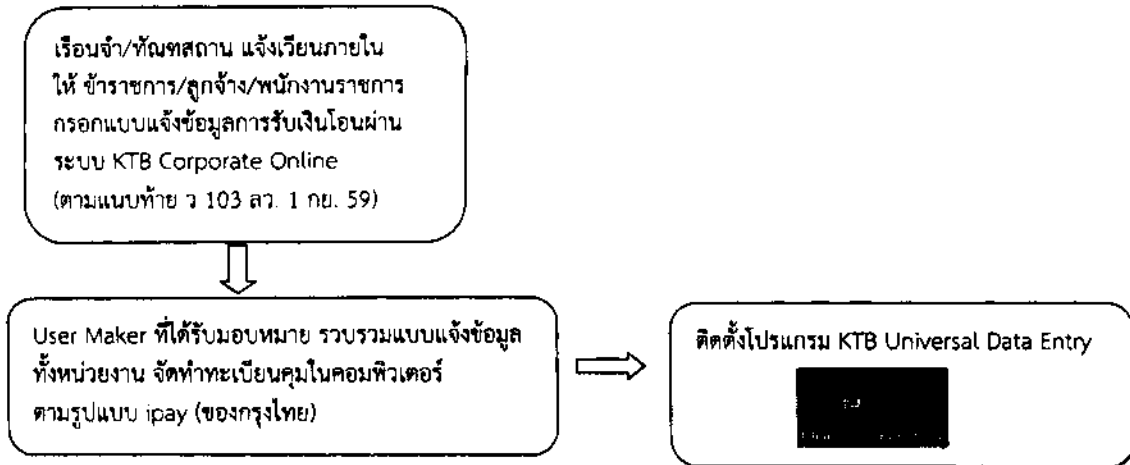 เรือนจำ/ทัณฑสถาน แจ้งเวียนภายใน
ให้ ข้าราชการ/ลูกจ้าง/พนักงานราชการ
กรอกแบบแจ้งข้อมูลการรับเงินโอนผ่าน
ระบบ KTB Corporate Online
(ตามแนบท้าย ว 103 ลว. 1 กย. 59)
User Maker ที่ได้รับมอบหมาย รวบรวมแบบแจ้งข้อมูล
ทั้งหน่วยงาน จัดทำทะเบียนคุมในคอมพิวเตอร์
ตามรูปแบบ ipay (ของกรุงไทย)
ติดตั้งโปรแกรม KTB Universal Data Entry